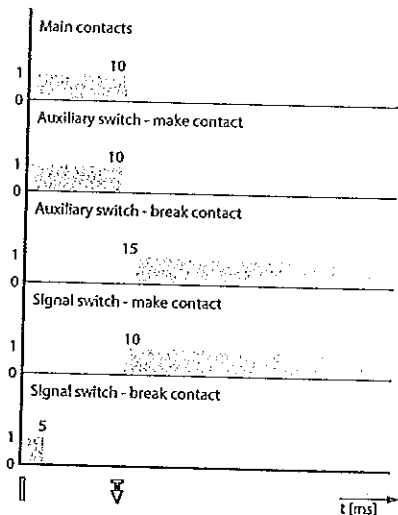 Main contacts
10
1
0
Auxiliary switch - make contact
10
1
0
Auxiliary switch - break contact
15
1
0
Signal switch - make contact
10
1
0
Signal switch - break contact
5
1
0
t [ms]